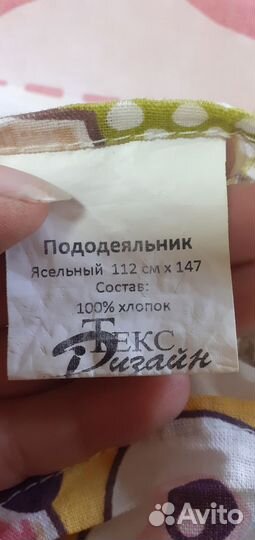 Пододеяльник
Ясельный 112 см х 147
Состав:
100% хлопок
ТЕКС
Дизайн
Avito